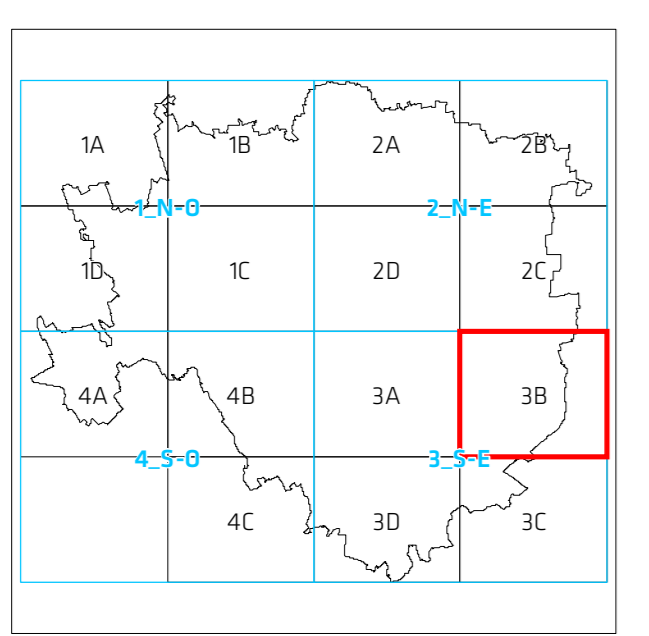 1A 1B 2A 2B
1_N-O 2_N-E
1D 1C 2D 2C
4A 4B 3A 3B
4_S-O 3_S-E
4C 3D 3C